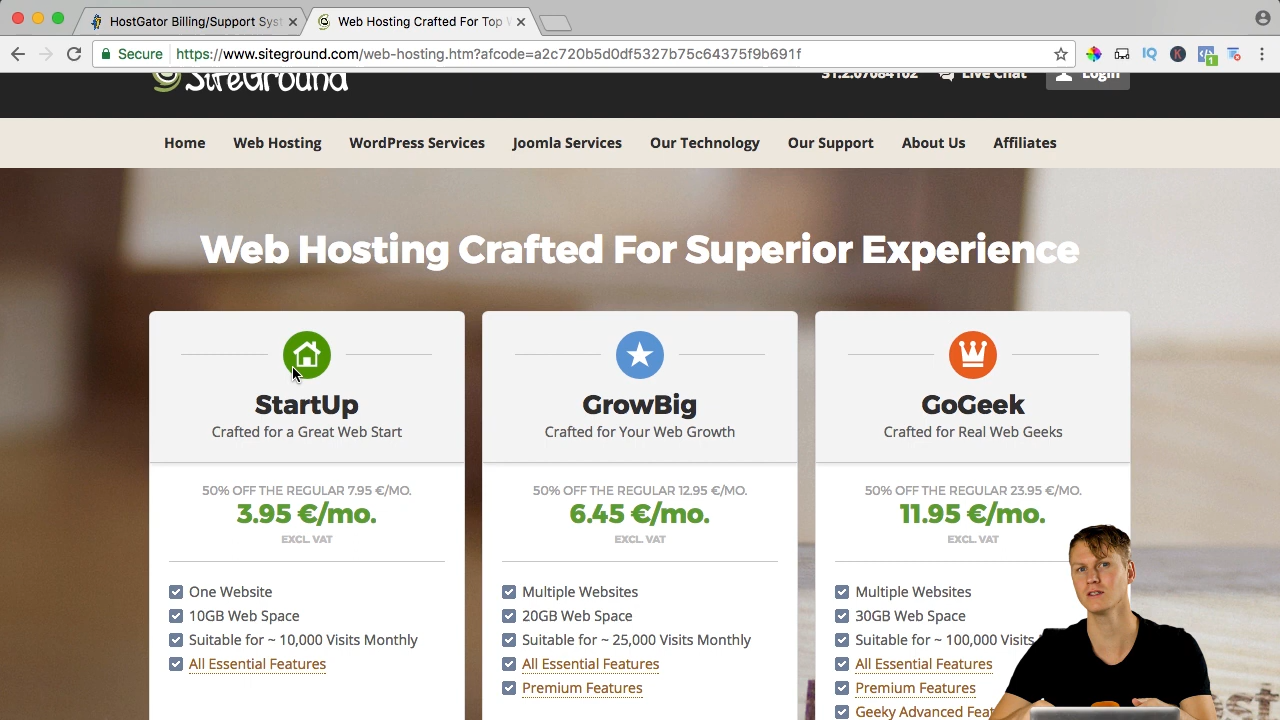 HostGator Billing/Support Syst
Web Hosting Crafted For Top W
Secure
https://www.siteground.com/web-hosting.htm?afcode=a2c720b5d0df5327b75c64375f9b691f
1
SiteGround
Live Chat
Login
Home
Web Hosting
WordPress Services
Joomla Services
Our Technology
Our Support
About Us
Affiliates
Web Hosting Crafted For Superior Experience
StartUp
Crafted for a Great Web Start
50% OFF THE REGULAR 7.95 €/MO.
3.95 €/mo.
EXCL. VAT
One Website
10GB Web Space
Suitable for ~ 10,000 Visits Monthly
All Essential Features
GrowBig
Crafted for Your Web Growth
50% OFF THE REGULAR 12.95 €/MO.
6.45 €/mo.
EXCL. VAT
Multiple Websites
20GB Web Space
Suitable for ~ 25,000 Visits Monthly
All Essential Features
Premium Features
GoGeek
Crafted for Real Web Geeks
50% OFF THE REGULAR 23.95 €/MO.
11.95 €/mo.
EXCL. VAT
Multiple Websites
30GB Web Space
Suitable for ~ 100,000 Visits
All Essential Features
Premium Features
Geeky Advanced Feat